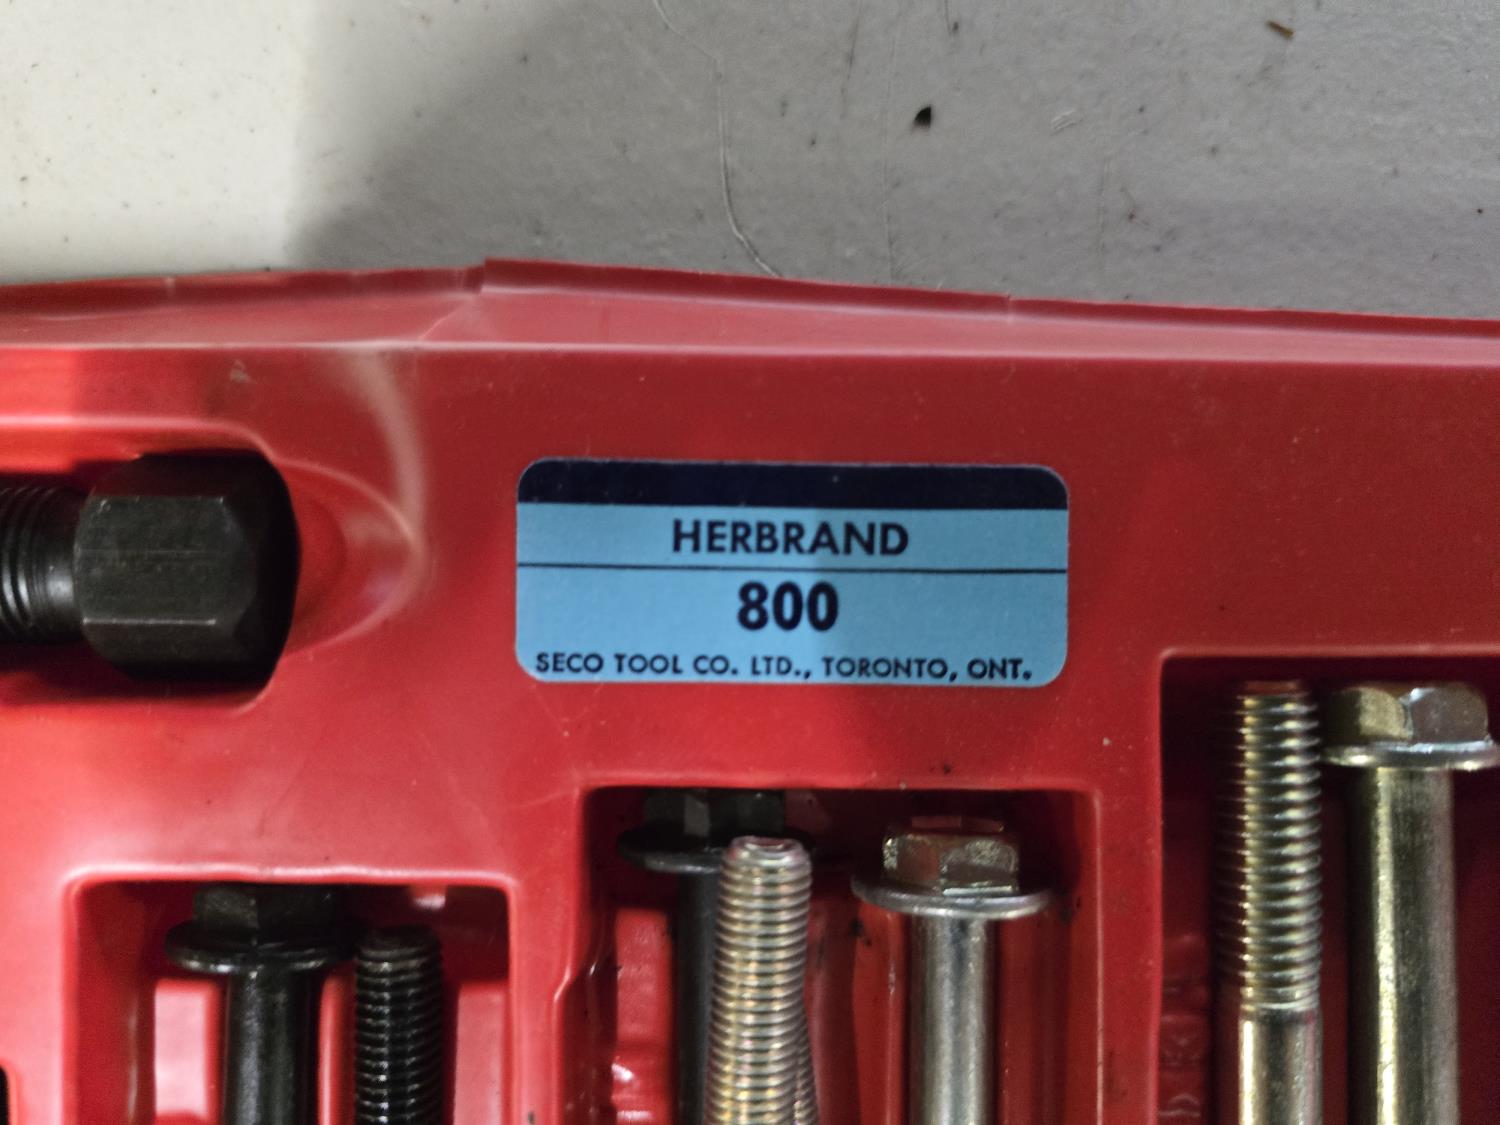 HERBRAND
800
SECO TOOL CO. LTD., TORONTO, ONT.